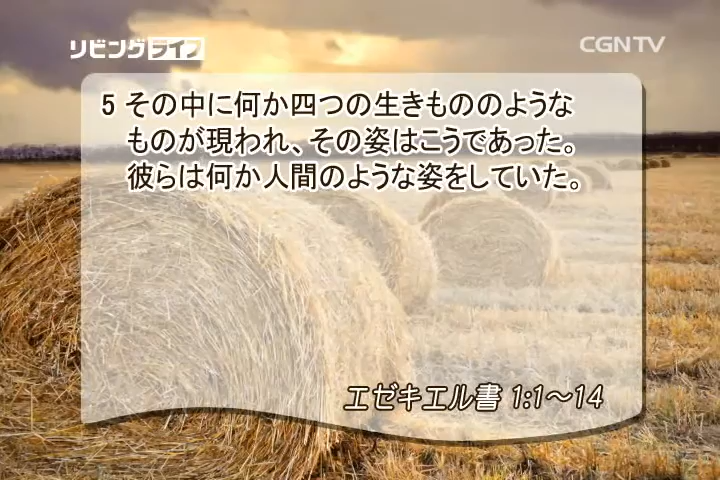 リビングライフ
CGNTV
5 その中に何か四つの生きもののような
ものが現われ、その姿はこうであった。
彼らは何か人間のような姿をしていた。
エゼキエル書 1:1〜14